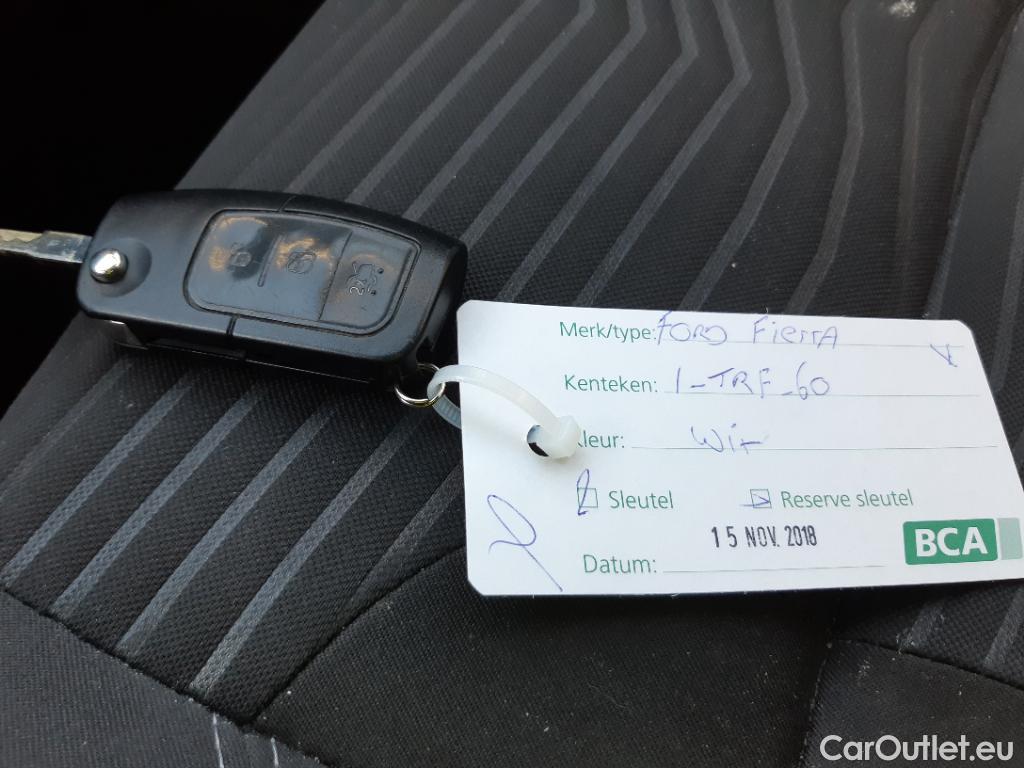 Merk/type: FORD FiestA
Kenteken: 1-TRF-60
Kleur: Wit
Sleutel Reserve sleutel
15 NOV. 2018
Datum:
BCA
CarOutlet.eu